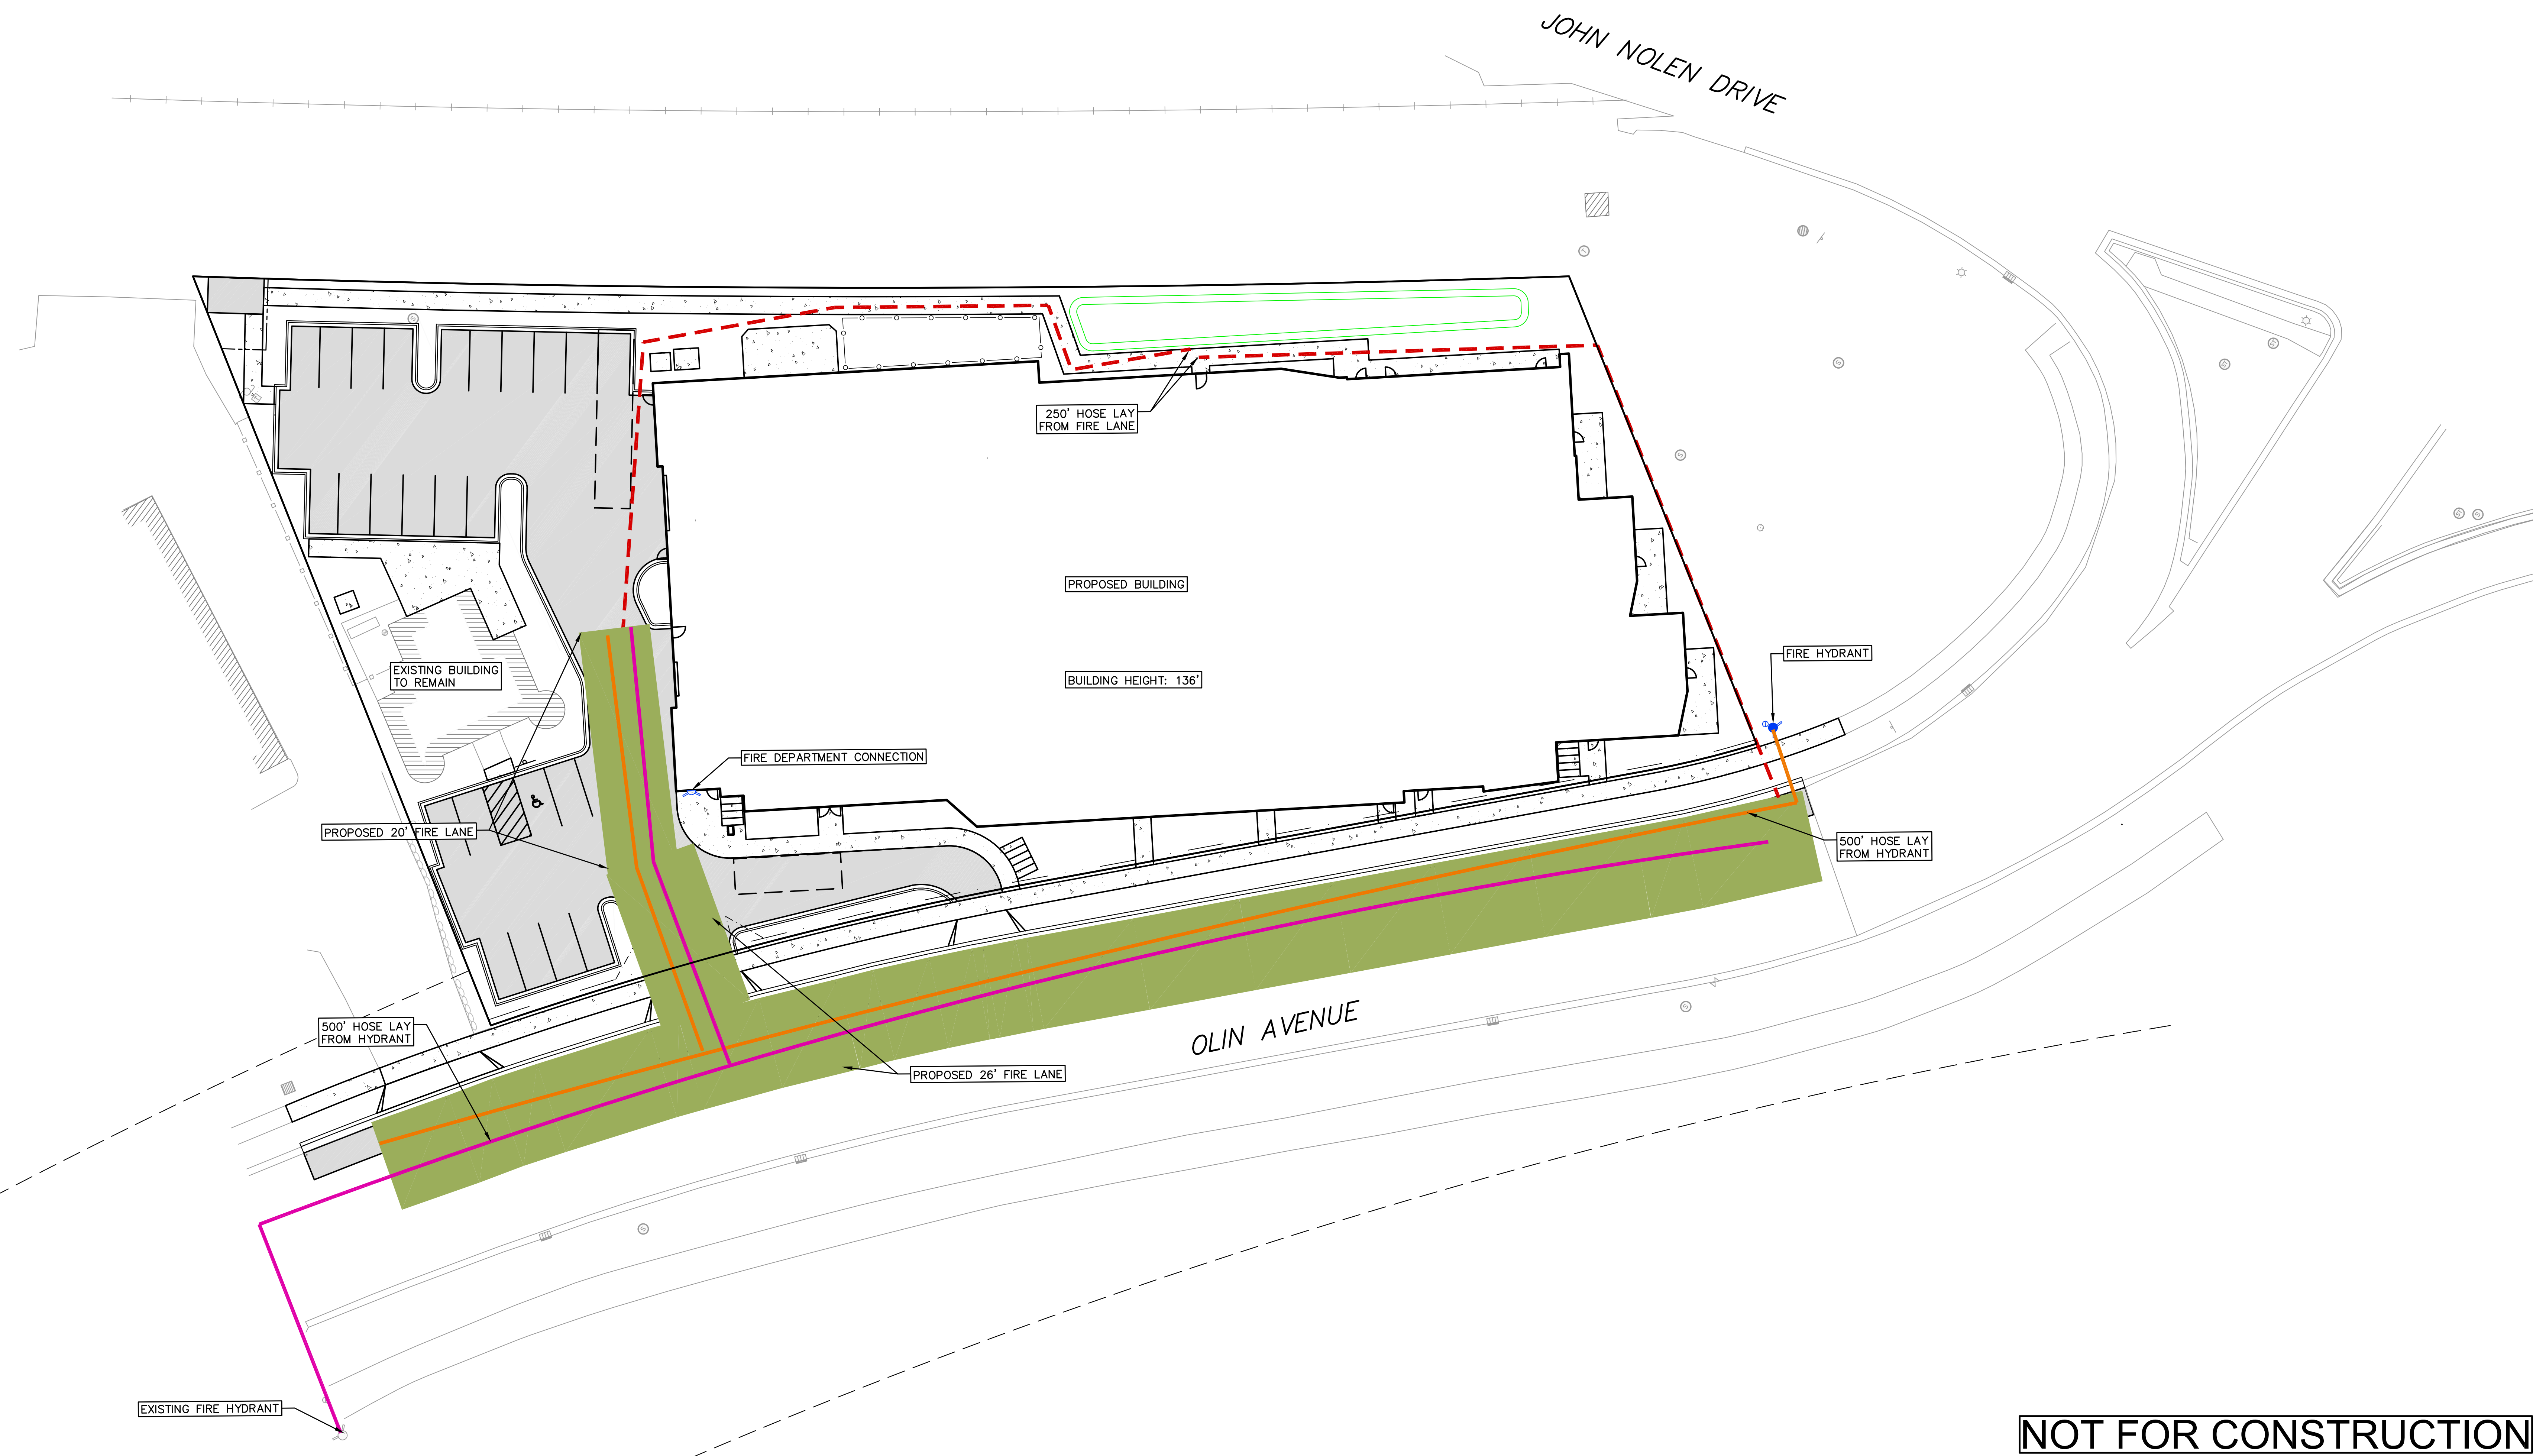 JOHN NOLEN DRIVE
250' HOSE LAY
FROM FIRE LANE
PROPOSED BUILDING
FIRE HYDRANT
EXISTING BUILDING
TO REMAIN
BUILDING HEIGHT: 136'
FIRE DEPARTMENT CONNECTION
PROPOSED 20' FIRE LANE
500' HOSE LAY
FROM HYDRANT
500' HOSE LAY
FROM HYDRANT
OLIN AVENUE
PROPOSED 26' FIRE LANE
EXISTING FIRE HYDRANT
NOT FOR CONSTRUCTION